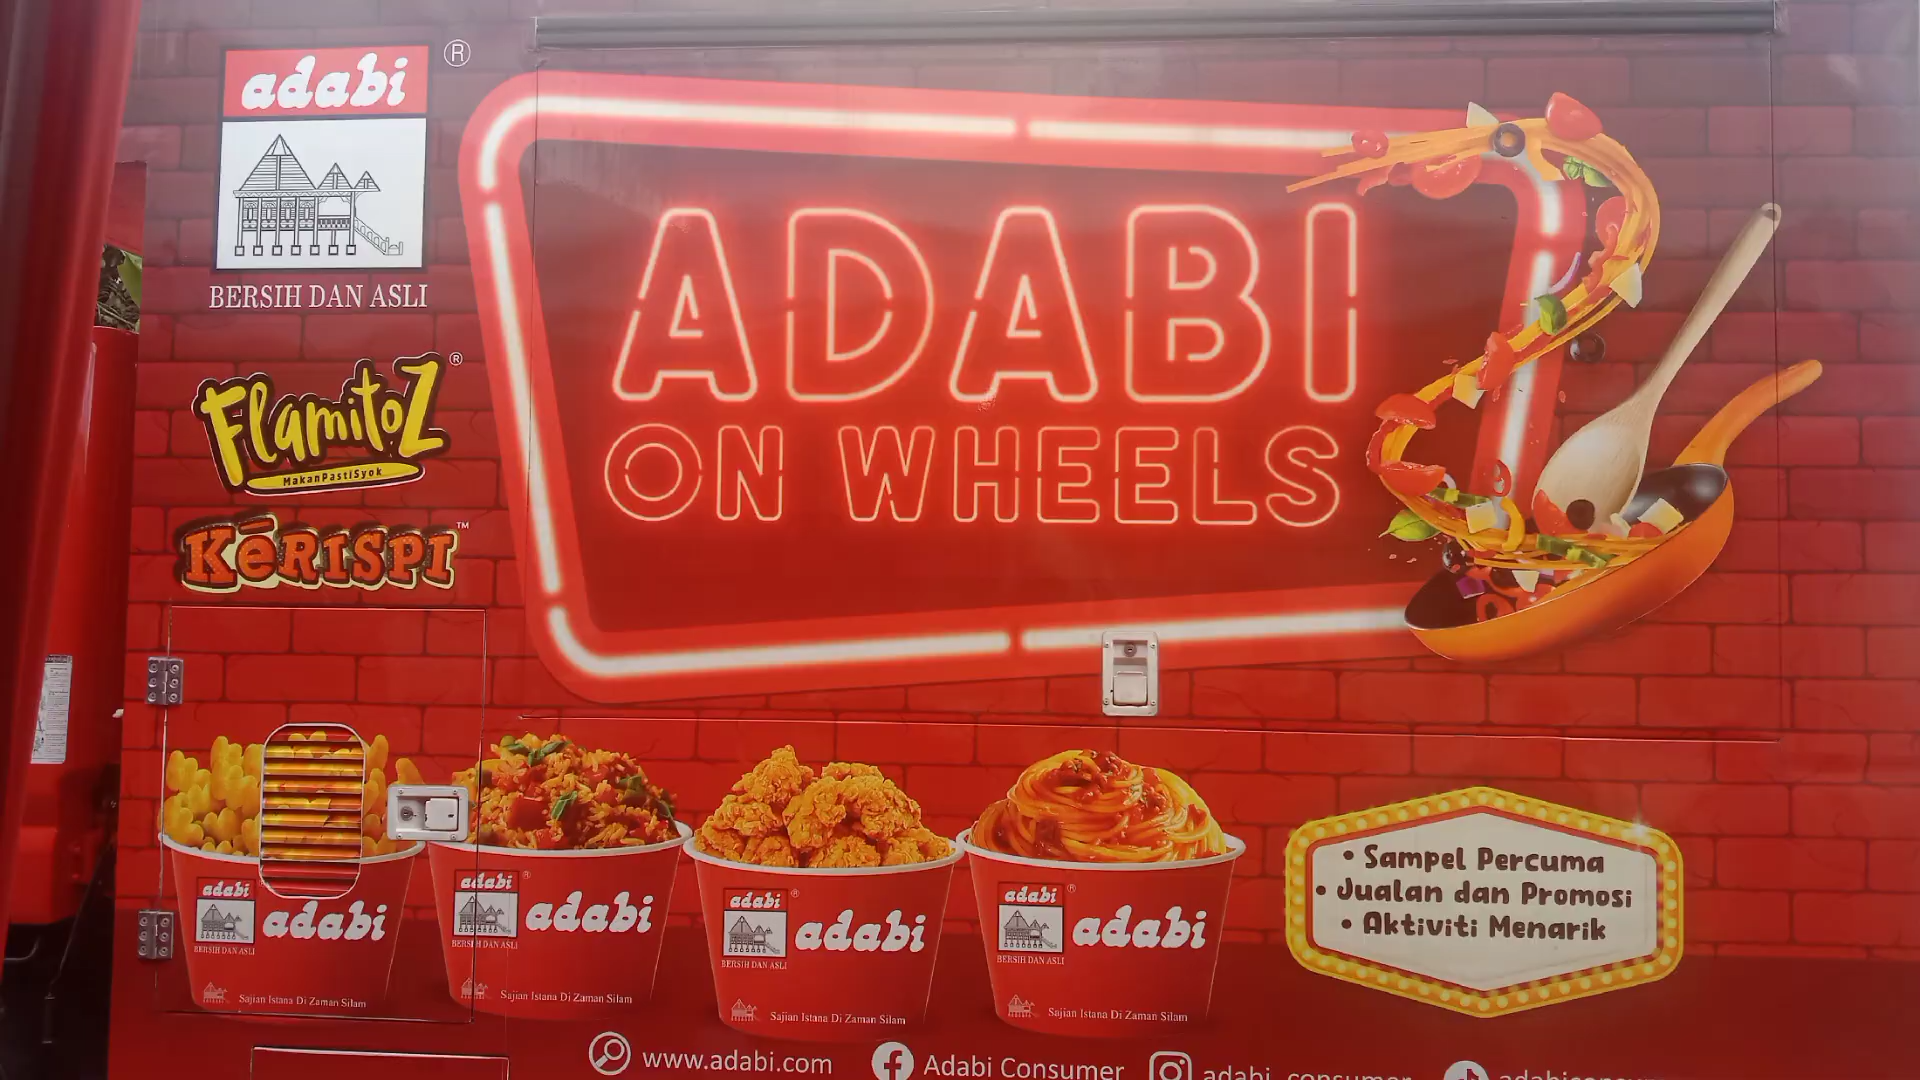 adabi ®
BERSIH DAN ASLI
FlamitoZ ®
MakanPastiSyok
KéRISPI ™
ADABI
ON WHEELS
adabi
BERSIH DAN ASLI
adabi
Sajian Istana Di Zaman Silam
adabi ®
BERSIH DAN ASLI
adabi
Sajian Istana Di Zaman Silam
adabi ®
BERSIH DAN ASLI
adabi
Sajian Istana Di Zaman Silam
adabi ®
BERSIH DAN ASLI
adabi
Sajian Istana Di Zaman Silam
• Sampel Percuma
• Jualan dan Promosi
• Aktiviti Menarik
www.adabi.com
Adabi Consumer
adabi_consumer